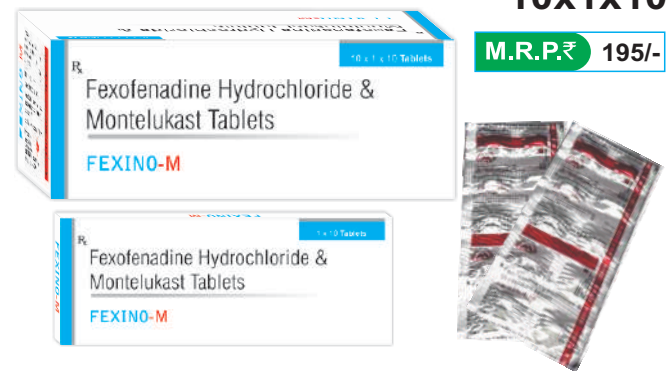 10x1x10
M.R.P.₹ 195/-
10 x 1 x 10 Tablets
Rx
Fexofenadine Hydrochloride &
Montelukast Tablets
FEXINO-M
1 x 10 Tablets
Rx
Fexofenadine Hydrochloride &
Montelukast Tablets
FEXINO-M
FEXINO-M